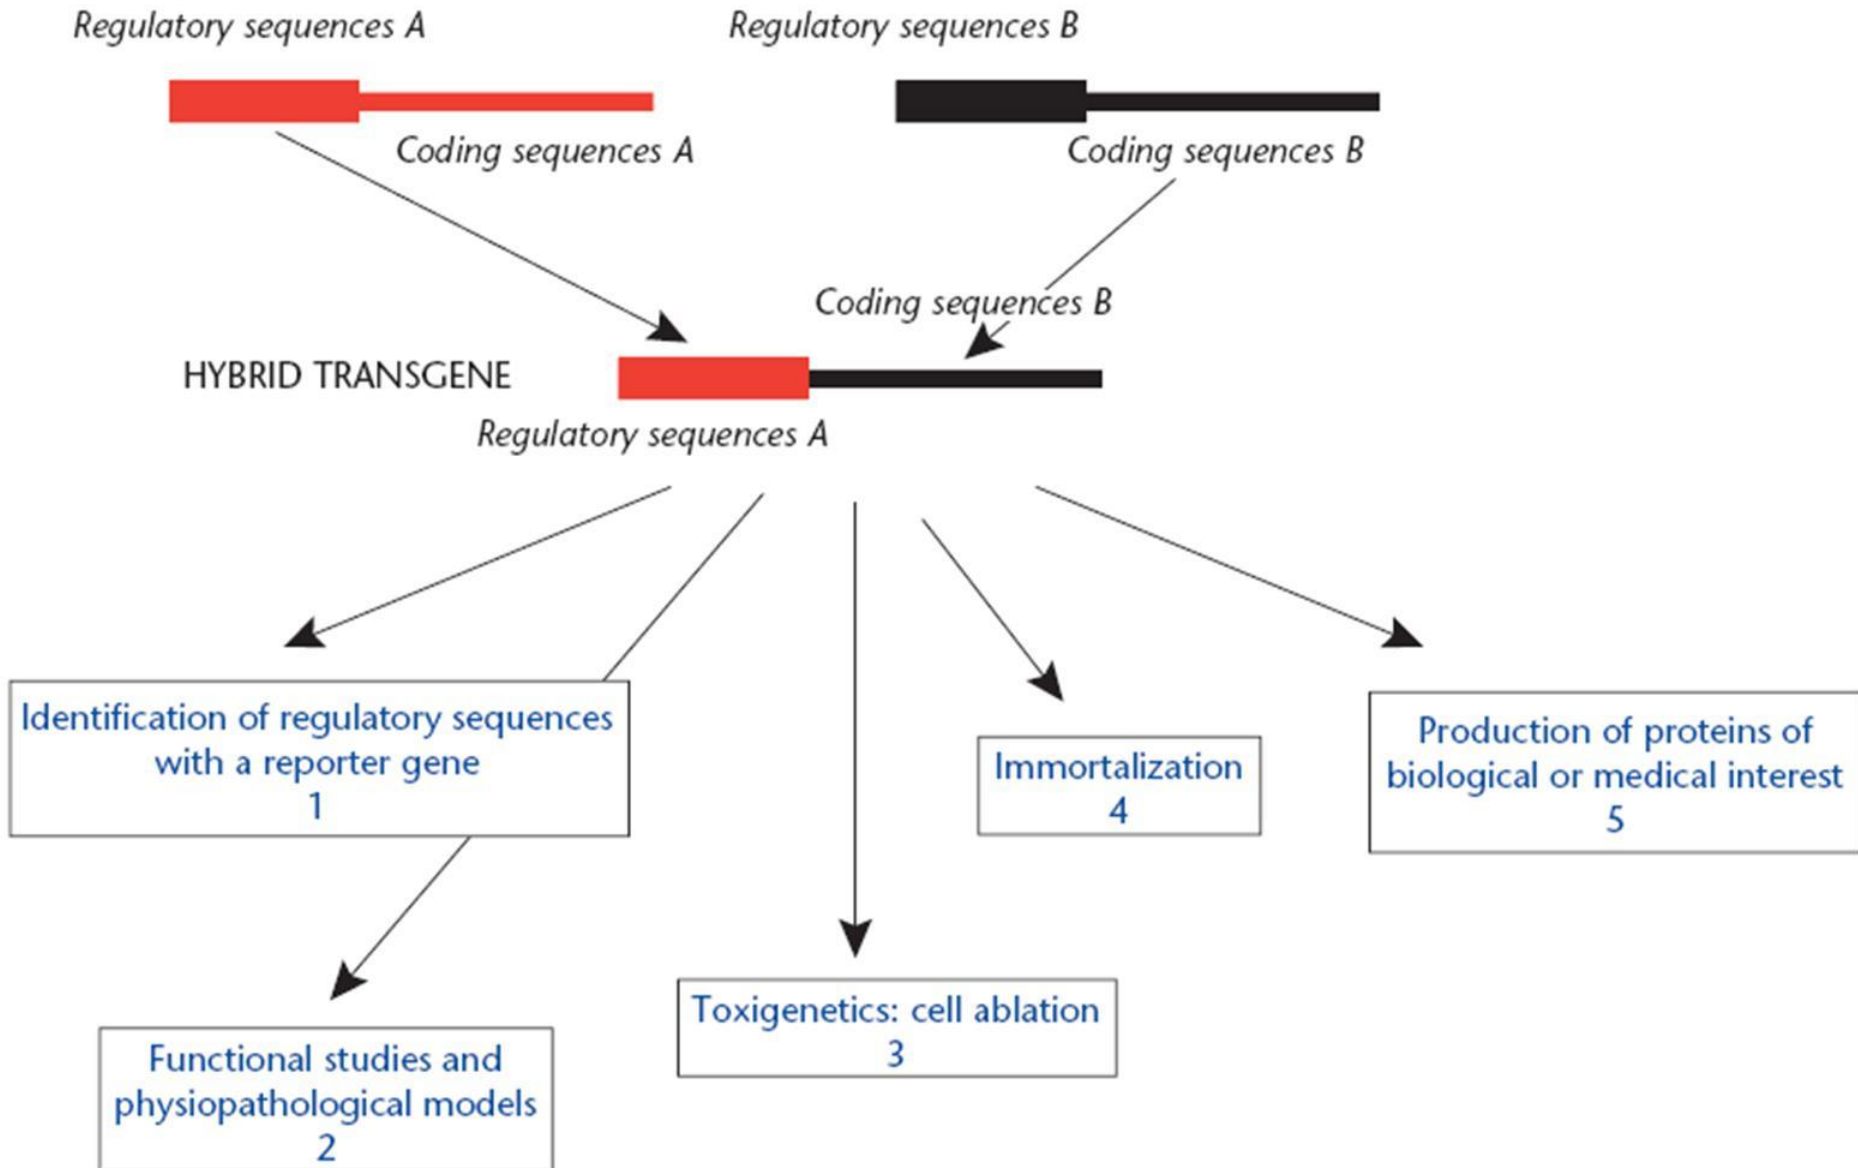 Regulatory sequences A
Regulatory sequences B
Coding sequences A
Coding sequences B
Coding sequences B
HYBRID TRANSGENE
Regulatory sequences A
Identification of regulatory sequences
with a reporter gene
1
Immortalization
4
Production of proteins of
biological or medical interest
5
Toxigenetics: cell ablation
3
Functional studies and
physiopathological models
2